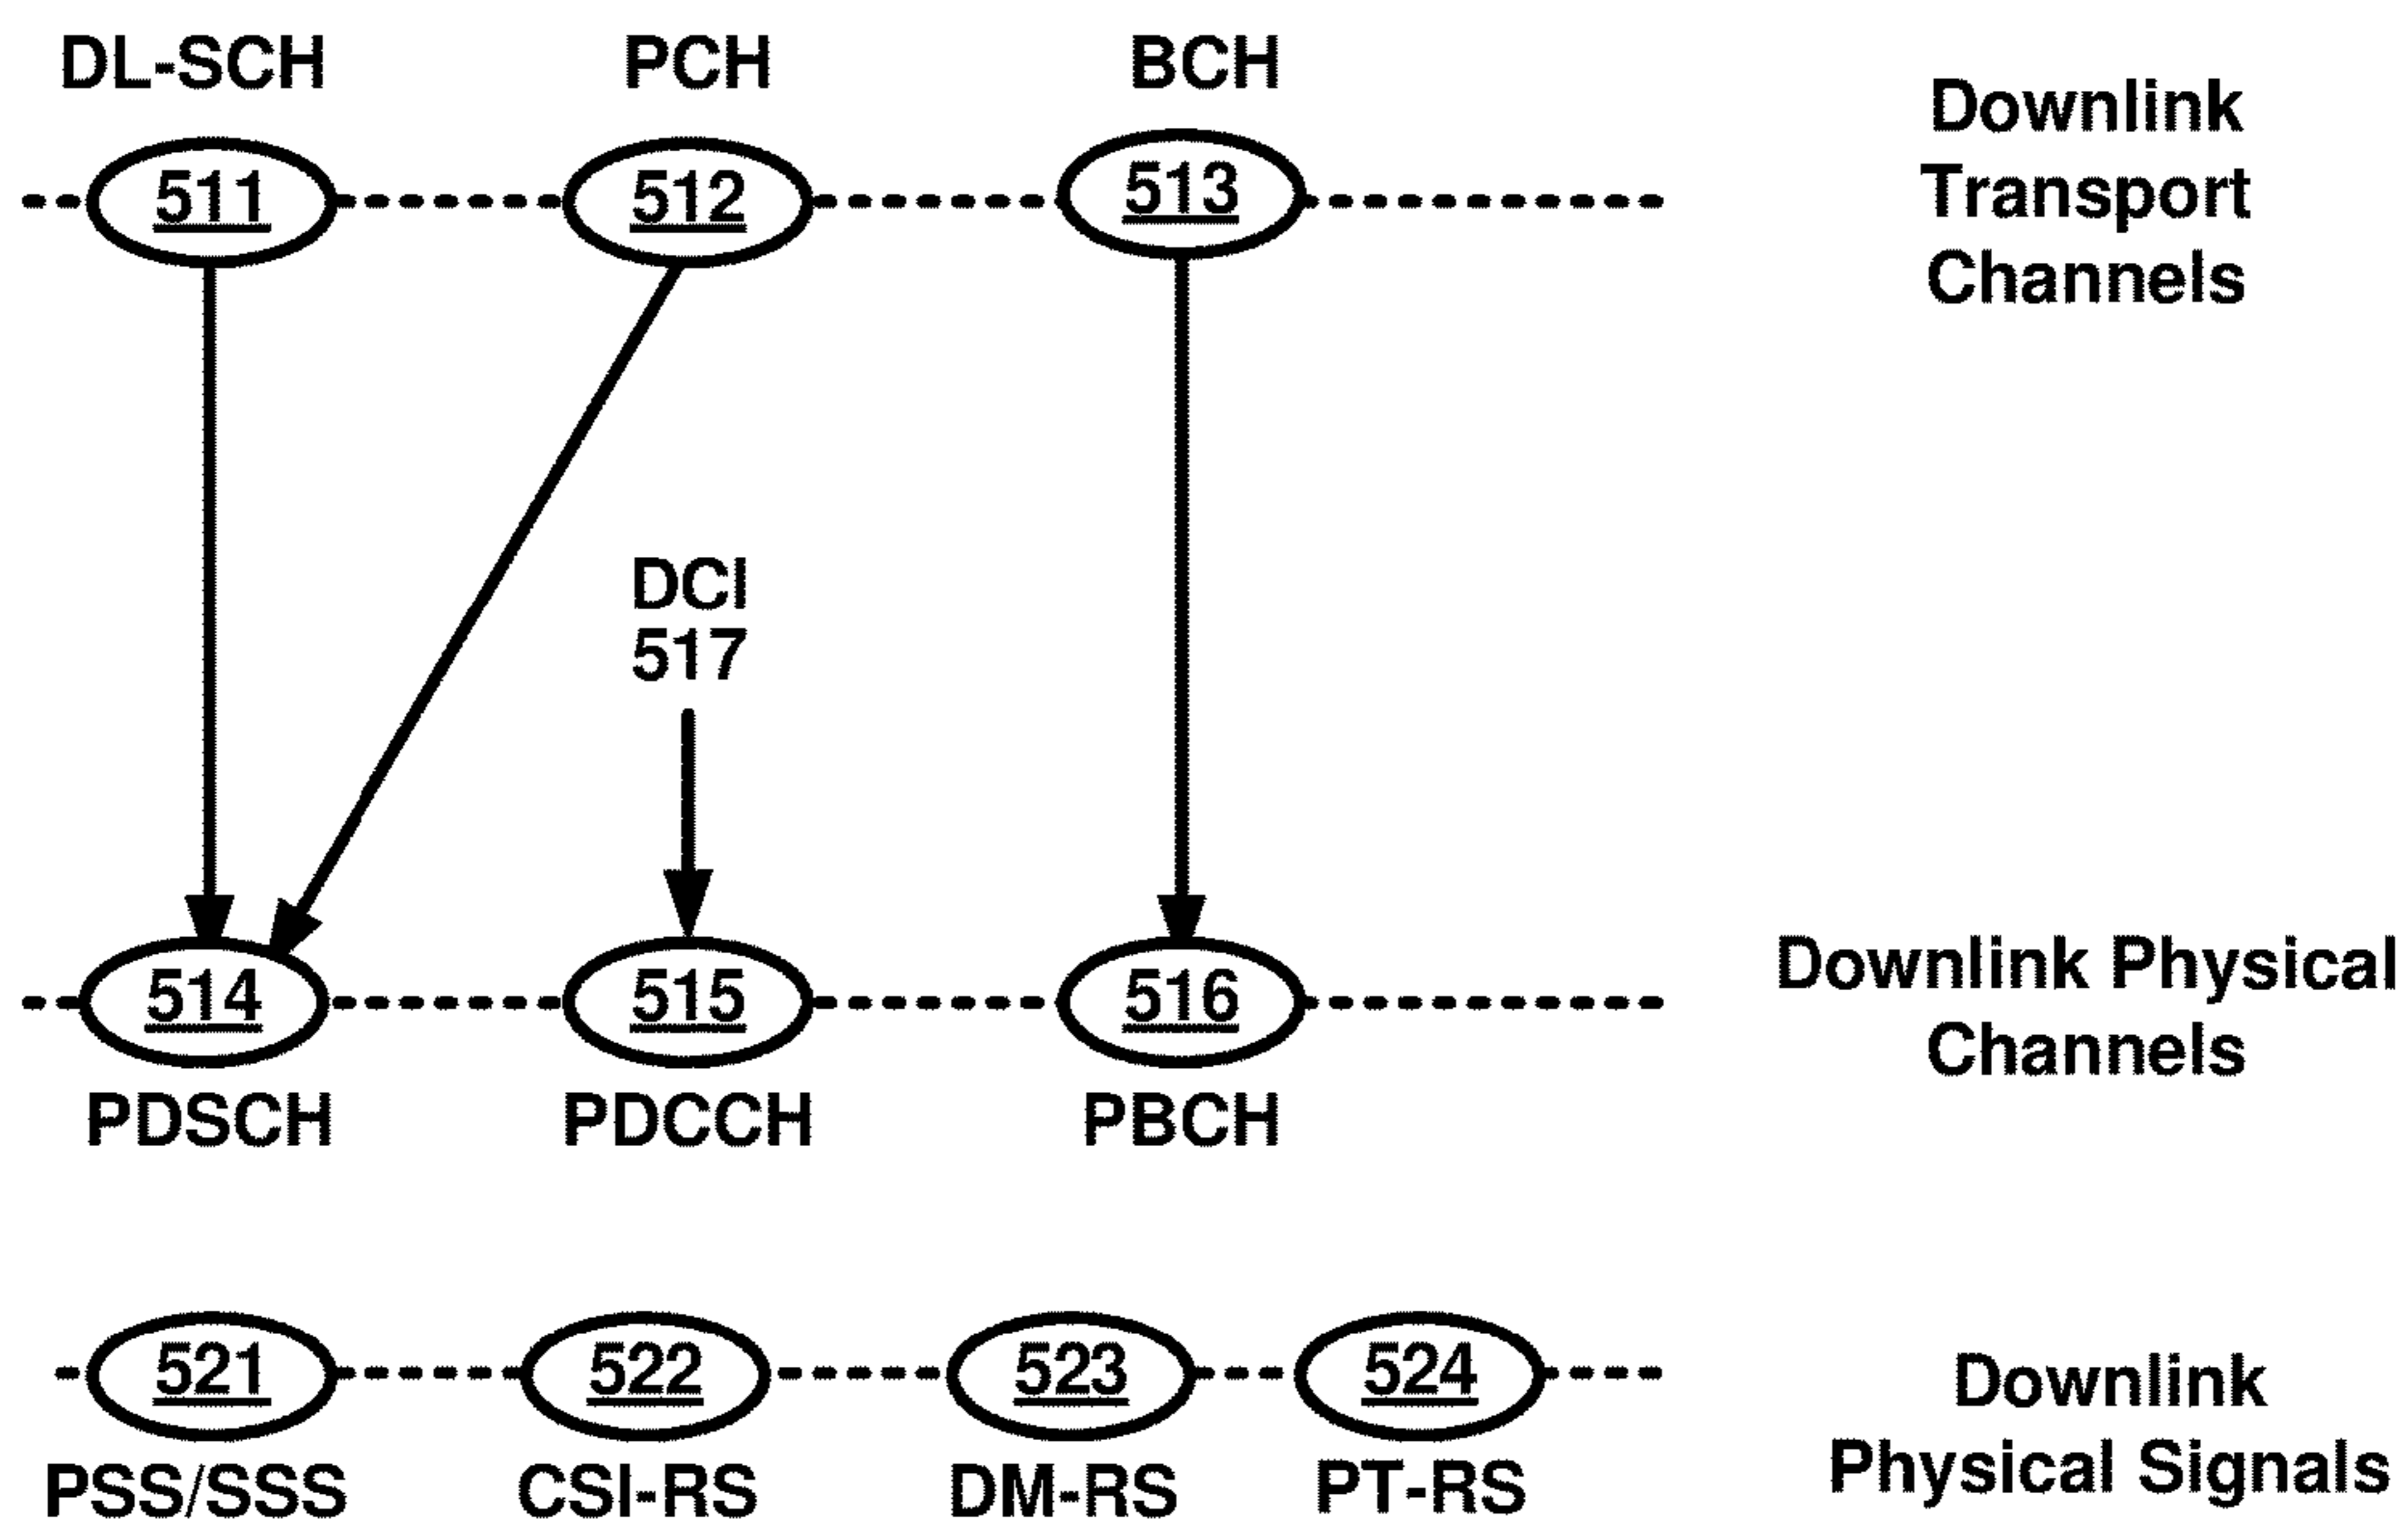 DL-SCH
PCH
BCH
511
512
513
Downlink
Transport
Channels
DCI
517
514
515
516
PDSCH
PDCCH
PBCH
Downlink Physical
Channels
521
522
523
524
PSS/SSS
CSI-RS
DM-RS
PT-RS
Downlink
Physical Signals